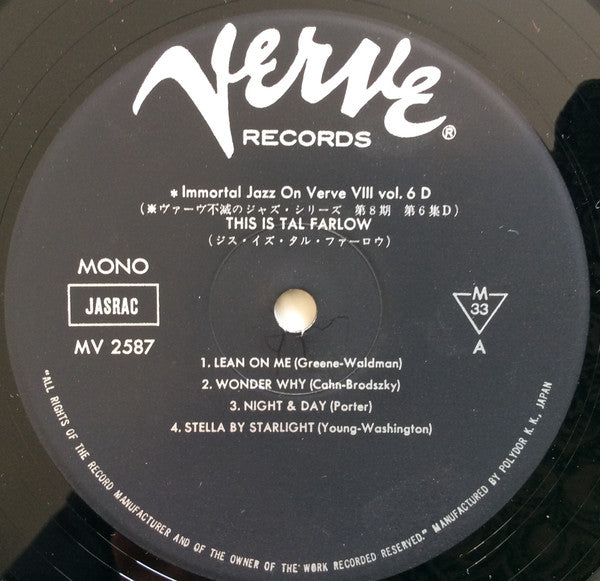 Verve®
RECORDS
* Immortal Jazz On Verve VIII vol. 6 D
(※ヴァーヴ不滅のジャズ・シリーズ 第8期 第6集D)
THIS IS TAL FARLOW
(ジス・イズ・タル・ファーロウ)
MONO
JASRAC
MV 2587
M
33
A
1. LEAN ON ME (Greene-Waldman)
2. WONDER WHY (Cahn-Brodszky)
3. NIGHT & DAY (Porter)
4. STELLA BY STARLIGHT (Young-Washington)
"ALL RIGHTS OF THE RECORD MANUFACTURER AND OF THE OWNER OF THE WORK RECORDED RESERVED." MANUFACTURED BY POLYDOR K. K., JAPAN